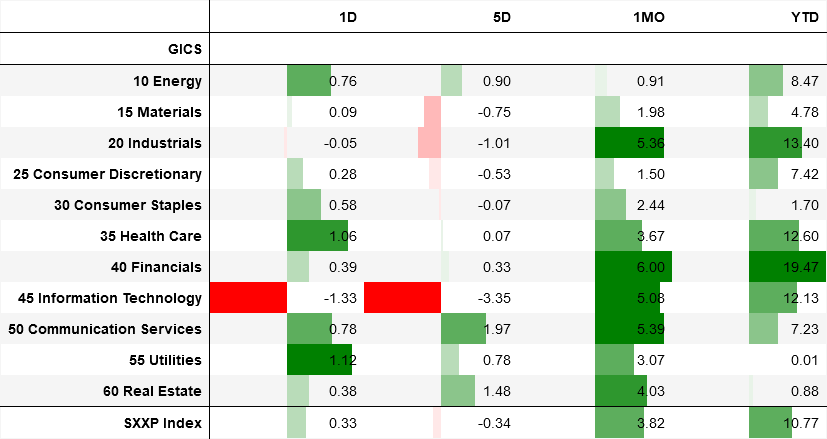 1D 5D 1MO YTD
GICS
10 Energy 0.76 0.90 0.91 8.47
15 Materials 0.09 -0.75 1.98 4.78
20 Industrials -0.05 -1.01 5.36 13.40
25 Consumer Discretionary 0.28 -0.53 1.50 7.42
30 Consumer Staples 0.58 -0.07 2.44 1.70
35 Health Care 1.06 0.07 3.67 12.60
40 Financials 0.39 0.33 6.00 19.47
45 Information Technology -1.33 -3.35 5.08 12.13
50 Communication Services 0.78 1.97 5.39 7.23
55 Utilities 1.12 0.78 3.07 0.01
60 Real Estate 0.38 1.48 4.03 0.88
SXXP Index 0.33 -0.34 3.82 10.77